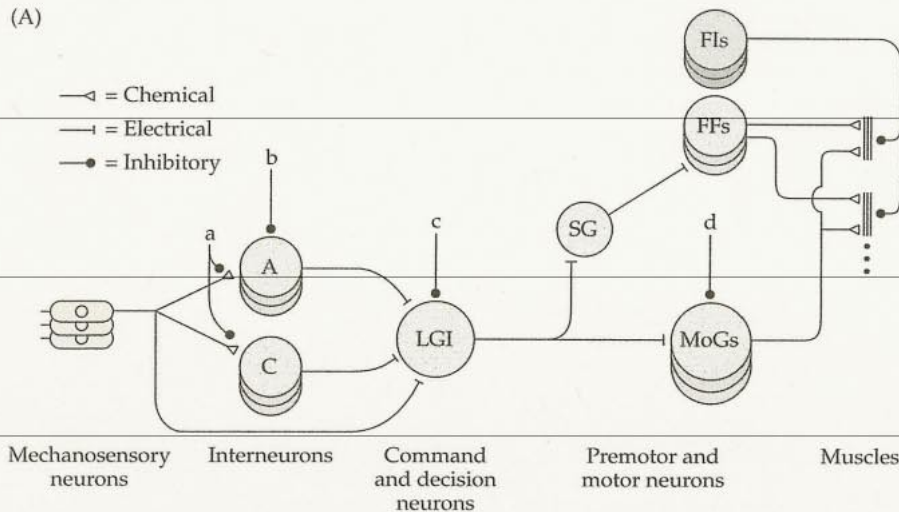 (A)
= Chemical
= Electrical
= Inhibitory
FIs
FFs
b
a
A
c
SG
d
C
LGI
MoGs
Mechanosensory
neurons
Interneurons
Command
and decision
neurons
Premotor and
motor neurons
Muscles